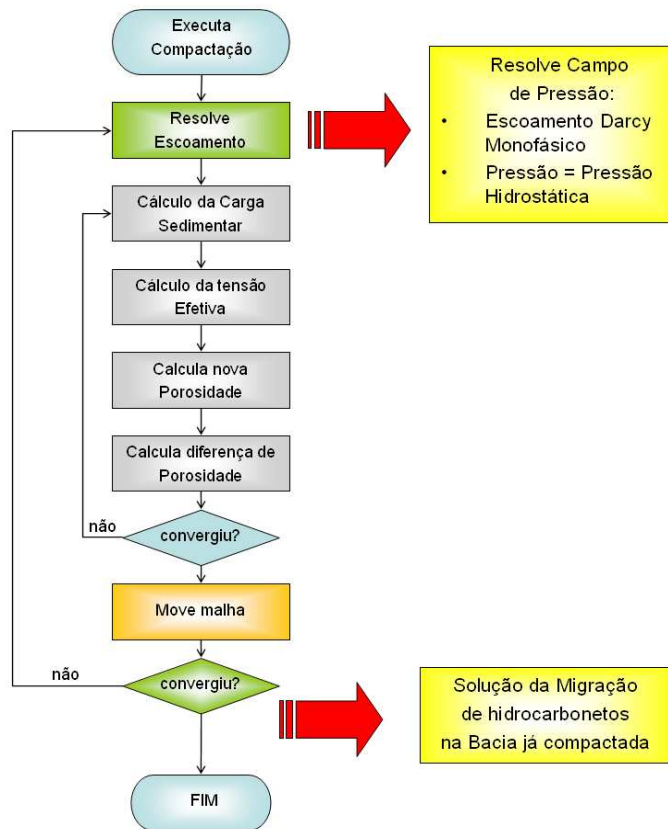 Executa
Compactação
Resolve
Escoamento
Resolve Campo
de Pressão:
• Escoamento Darcy
Monofásico
• Pressão = Pressão
Hidrostática
Cálculo da Carga
Sedimentar
Cálculo da tensão
Efetiva
Calcula nova
Porosidade
Calcula diferença de
Porosidade
não
convergiu?
Move malha
não
convergiu?
Solução da Migração
de hidrocarbonetos
na Bacia já compactada
FIM